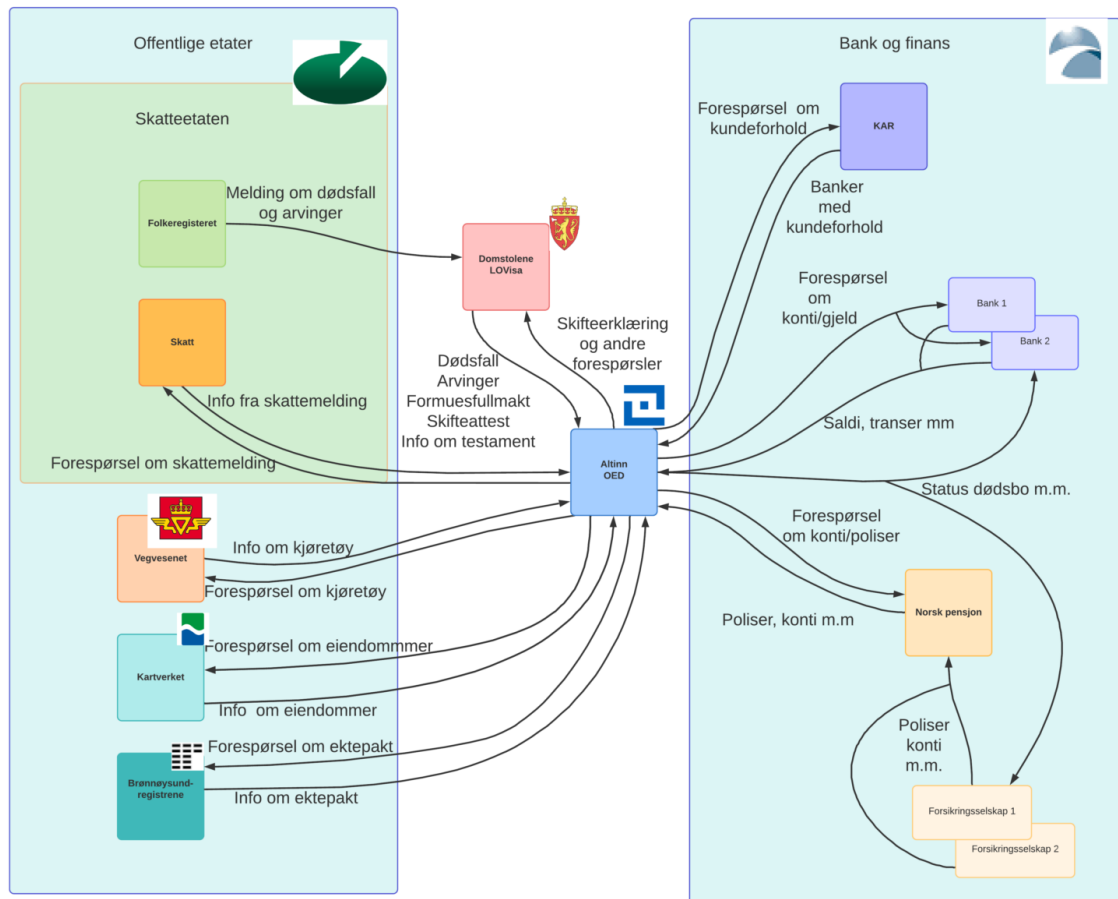 Offentlige etater
Skatteetaten
Folkeregisteret
Melding om dødsfall
og arvinger
Skatt
Info fra skattemelding
Forespørsel om skattemelding
Vegvesenet
Info om kjøretøy
Forespørsel om kjøretøy
Kartverket
Forespørsel om eiendommmer
Info om eiendommer
Brønnøysund-
registrene
Forespørsel om ektepakt
Info om ektepakt
Domstolene
LOVisa
Dødsfall
Arvinger
Formuesfullmakt
Skifteattest
Info om testament
Skifteerklæring
og andre
forespørsler
Altinn
OED
Bank og finans
Forespørsel om
kundeforhold
KAR
Banker
med
kundeforhold
Forespørsel
om
konti/gjeld
Bank 1
Bank 2
Saldi, transer mm
Status dødsbo m.m.
Forespørsel
om konti/poliser
Norsk pensjon
Poliser, konti m.m
Poliser
konti
m.m.
Forsikringsselskap 1
Forsikringsselskap 2